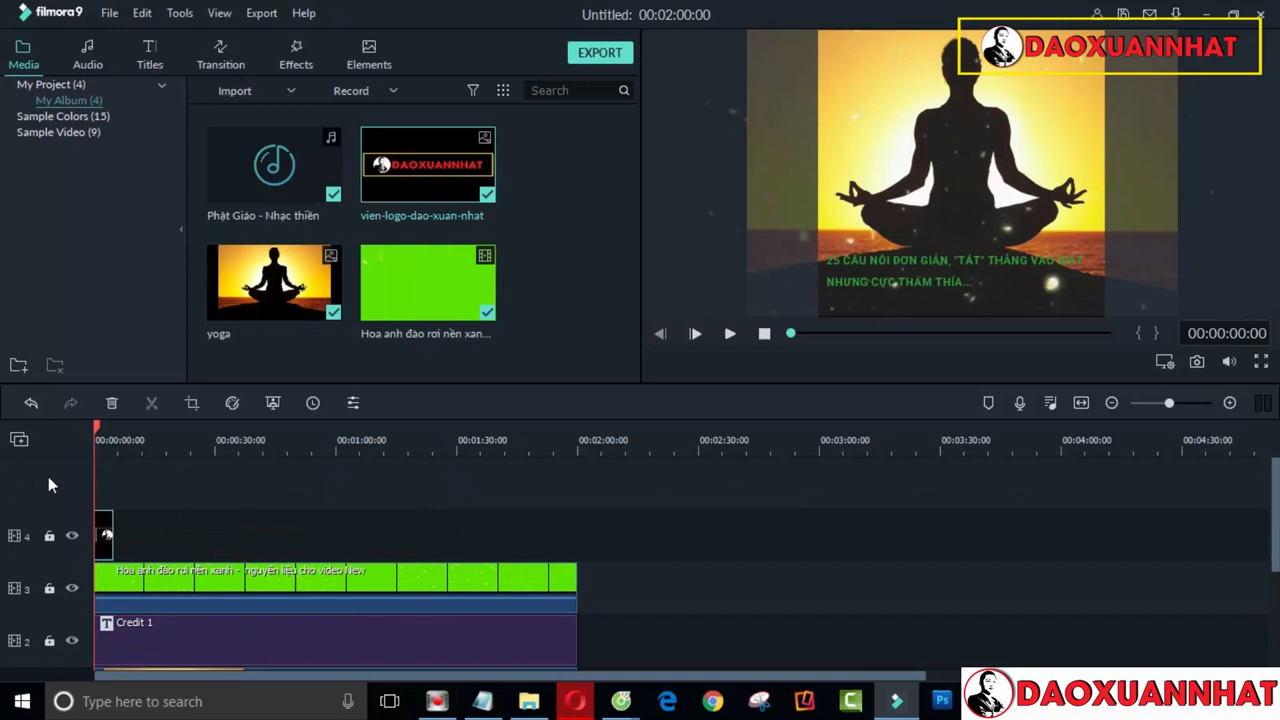 filmora9
File Edit Tools View Export Help
Untitled: 00:02:00:00
DAOXUANNHAT
Media Audio Titles Transition Effects Elements
EXPORT
My Project (4)
My Album (4)
Sample Colors (15)
Sample Video (9)
Import Record Search
DAOXUANNHAT
Phật Giáo - Nhạc thiền
vien-logo-dao-xuan-nhat
yoga
Hoa anh đào rơi nền xan...
25 CÂU NÓI ĐƠN GIẢN, "TÁT" THẲNG VÀO MẶT
NHƯNG CỰC THẤM THÍA...
{ } 00:00:00:00
00:00:00:00 00:00:30:00 00:01:00:00 00:01:30:00 00:02:00:00 00:02:30:00 00:03:00:00 00:03:30:00 00:04:00:00 00:04:30:00
4
Hoa anh đào rơi nền xanh - nguyên liệu cho video New
3
T Credit 1
2
Type here to search
Ps
DAOXUANNHAT